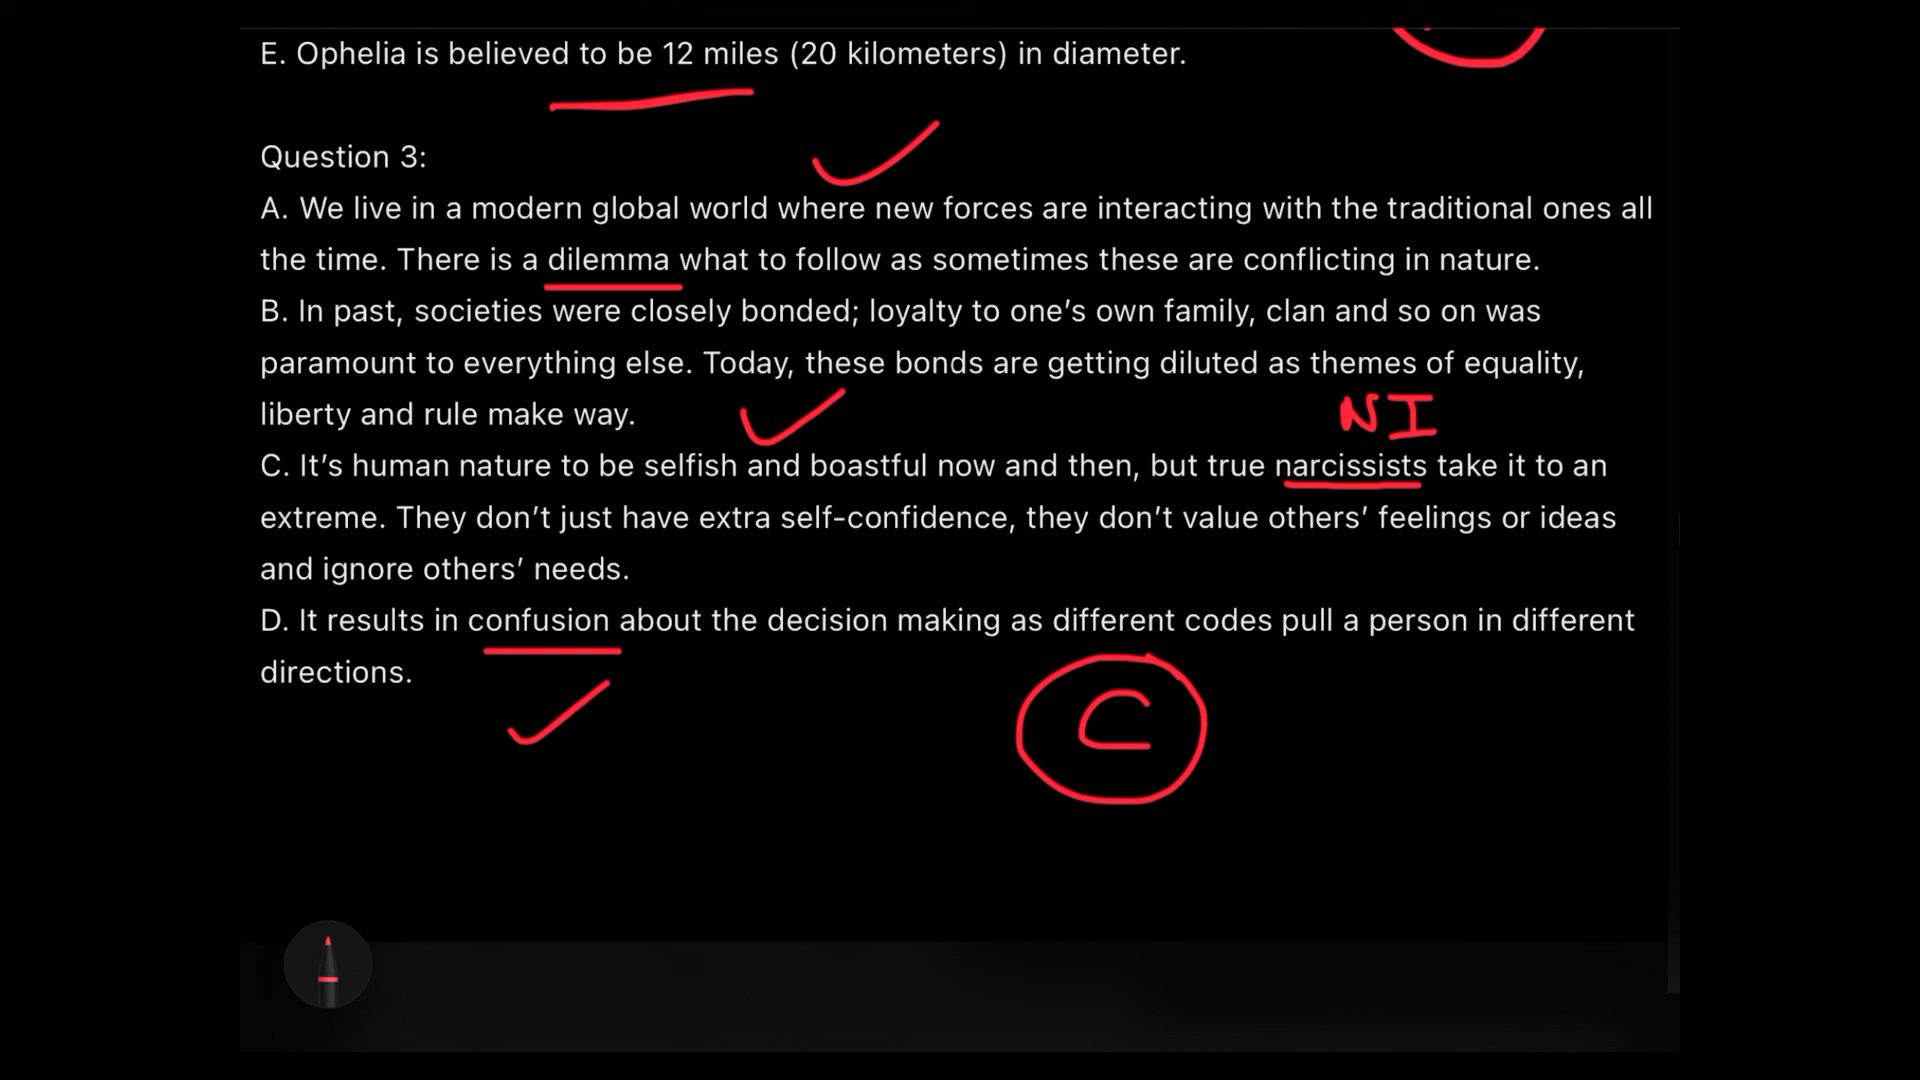 E. Ophelia is believed to be 12 miles (20 kilometers) in diameter.
Question 3:
A. We live in a modern global world where new forces are interacting with the traditional ones all
the time. There is a dilemma what to follow as sometimes these are conflicting in nature.
B. In past, societies were closely bonded; loyalty to one’s own family, clan and so on was
paramount to everything else. Today, these bonds are getting diluted as themes of equality,
liberty and rule make way.
NI
C. It’s human nature to be selfish and boastful now and then, but true narcissists take it to an
extreme. They don’t just have extra self-confidence, they don’t value others’ feelings or ideas
and ignore others’ needs.
D. It results in confusion about the decision making as different codes pull a person in different
directions.
C